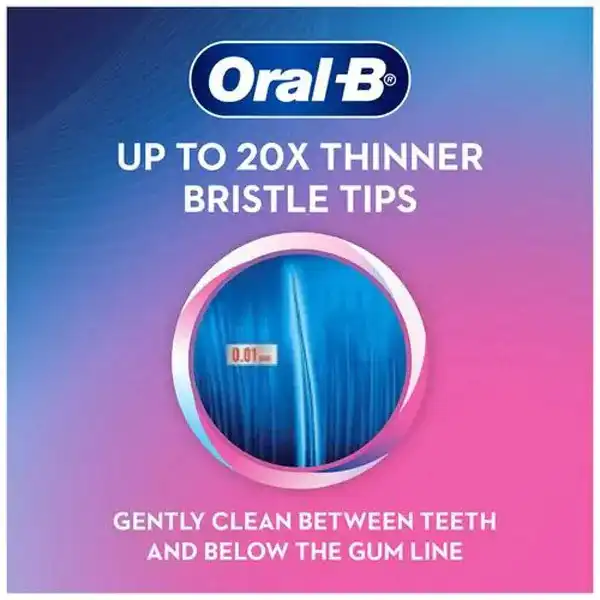 Oral-B®
UP TO 20X THINNER
BRISTLE TIPS
0.01
GENTLY CLEAN BETWEEN TEETH
AND BELOW THE GUM LINE